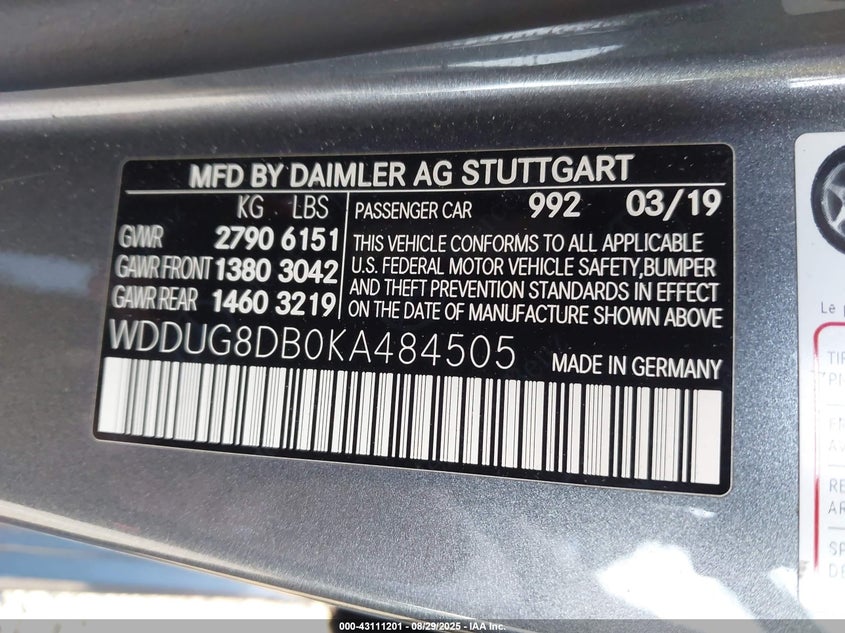 MFD BY DAIMLER AG STUTTGART
KG LBS
GVWR 2790 6151
GAWR FRONT 1380 3042
GAWR REAR 1460 3219
PASSENGER CAR 992 03/19
THIS VEHICLE CONFORMS TO ALL APPLICABLE
U.S. FEDERAL MOTOR VEHICLE SAFETY,BUMPER
AND THEFT PREVENTION STANDARDS IN EFFECT
ON THE DATE OF MANUFACTURE SHOWN ABOVE
WDDUG8DB0KA484505
MADE IN GERMANY
Le
000-43111201 - 08/29/2025 - IAA Inc.